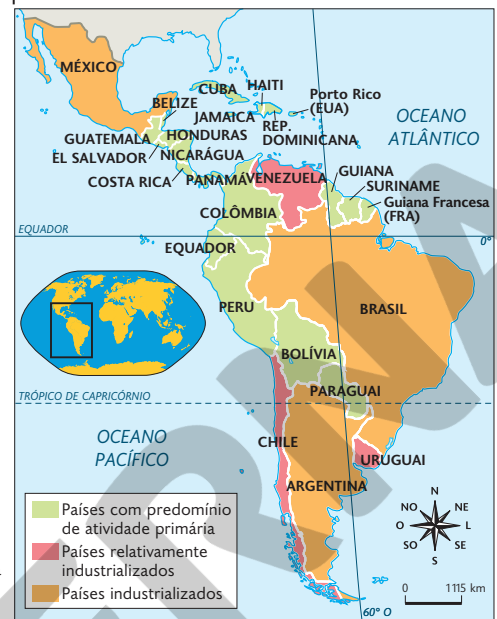 MÉXICO
CUBA
HAITI
BELIZE
JAMAICA
Porto Rico
(EUA)
REP.
DOMINICANA
OCEANO
ATLÂNTICO
GUATEMALA
HONDURAS
EL SALVADOR
NICARÁGUA
COSTA RICA
PANAMÁ
VENEZUELA
GUIANA
SURINAME
Guiana Francesa
(FRA)
COLÔMBIA
EQUADOR
0°
EQUADOR
PERU
BRASIL
BOLÍVIA
PARAGUAI
TRÓPICO DE CAPRICÓRNIO
OCEANO
PACÍFICO
CHILE
URUGUAI
ARGENTINA
N
NO
NE
O
L
SO
SE
S
Países com predomínio
de atividade primária
Países relativamente
industrializados
Países industrializados
0
1115 km
60° O